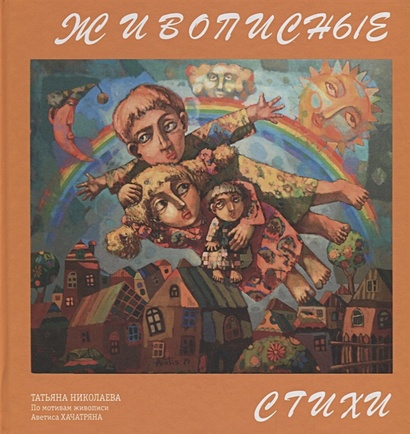 ЖИВОПИСНЫЕ
ТАТЬЯНА НИКОЛАЕВА
По мотивам живописи
Аветиса ХАЧАТРЯНА
СТИХИ